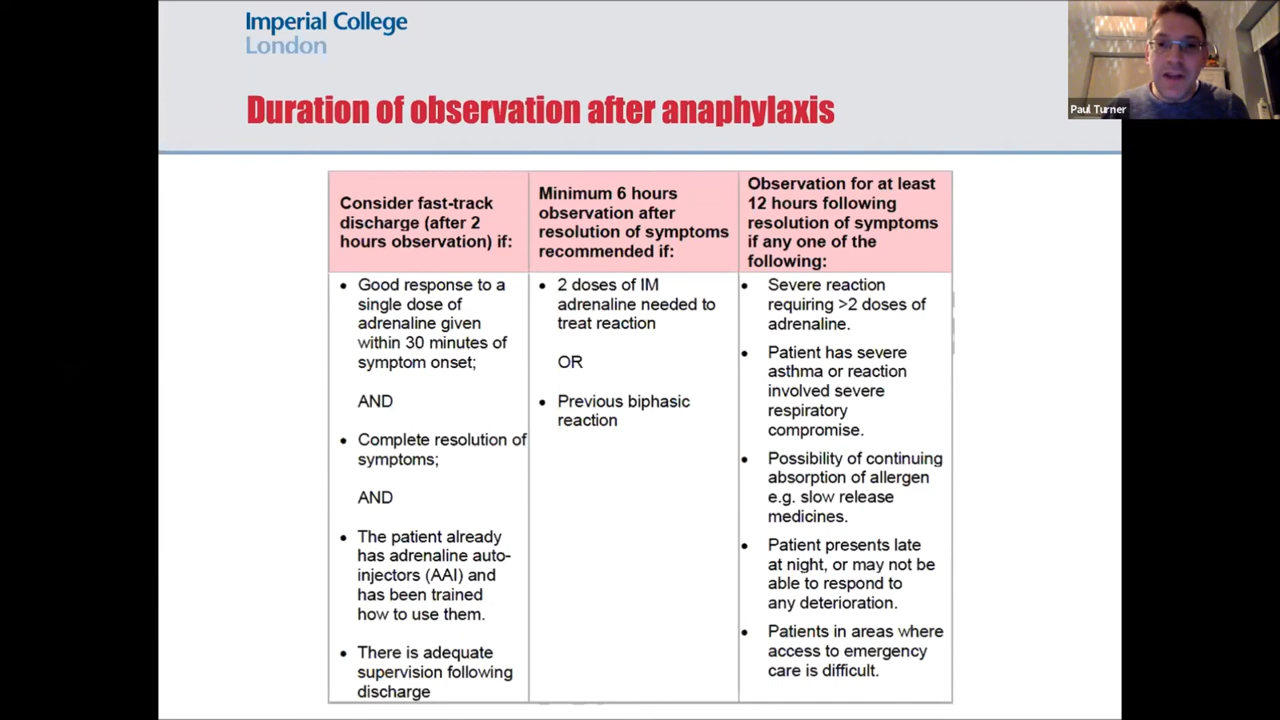 Imperial College
London
Duration of observation after anaphylaxis
Paul Turner
Consider fast-track
discharge (after 2
hours observation) if:
Minimum 6 hours
observation after
resolution of symptoms
recommended if:
Observation for at least
12 hours following
resolution of symptoms
if any one of the
following:
• Good response to a
single dose of
adrenaline given
within 30 minutes of
symptom onset;
AND
• Complete resolution of
symptoms;
AND
• The patient already
has adrenaline auto-
injectors (AAI) and
has been trained
how to use them.
• There is adequate
supervision following
discharge
• 2 doses of IM
adrenaline needed to
treat reaction
OR
• Previous biphasic
reaction
• Severe reaction
requiring >2 doses of
adrenaline.
• Patient has severe
asthma or reaction
involved severe
respiratory
compromise.
• Possibility of continuing
absorption of allergen
e.g. slow release
medicines.
• Patient presents late
at night, or may not be
able to respond to
any deterioration.
• Patients in areas where
access to emergency
care is difficult.